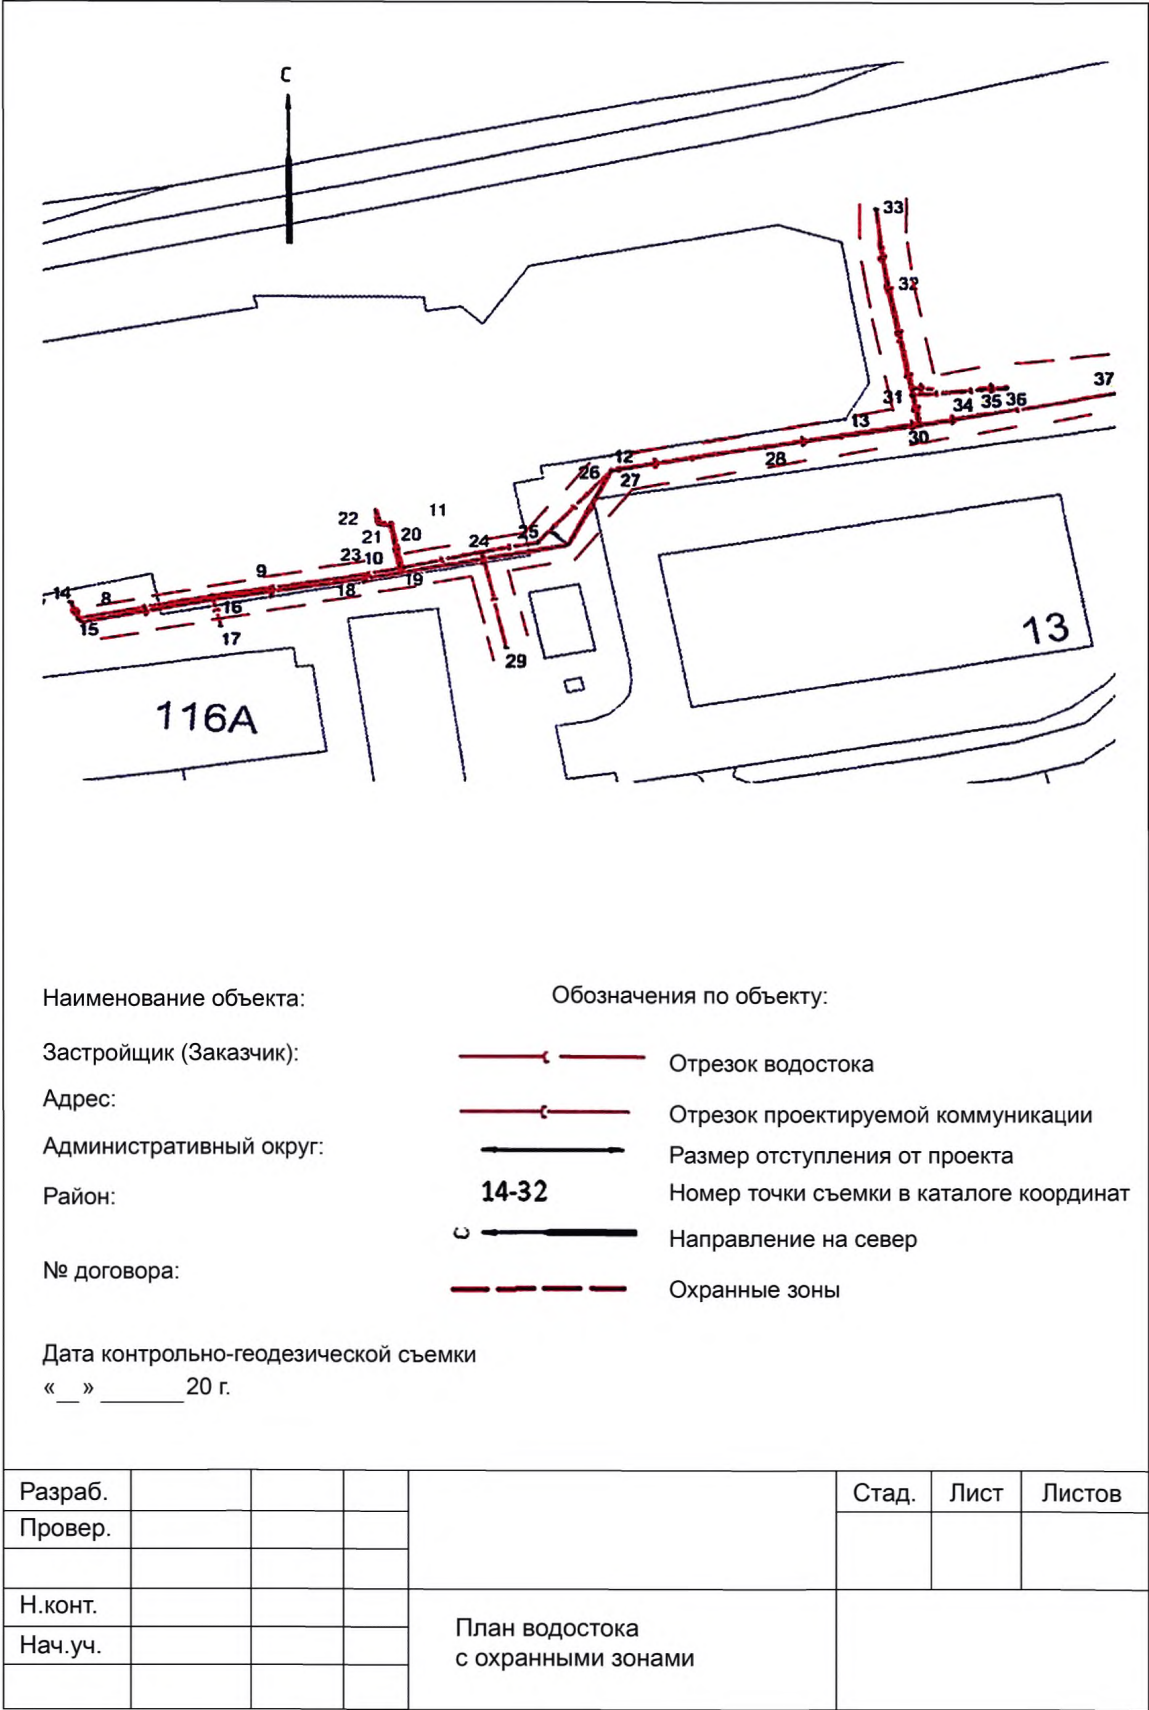 С
33
32
37
31
34 35 36
13
30
12
28
26
27
11
22
20
21
25
24
23
10
9
19
18
14
8
16
15
17
29
13
116А
Наименование объекта:
Обозначения по объекту:
Застройщик (Заказчик):
Отрезок водостока
Адрес:
Отрезок проектируемой коммуникации
Административный округ:
Размер отступления от проекта
Район:
14-32
Номер точки съемки в каталоге координат
С
Направление на север
№ договора:
Охранные зоны
Дата контрольно-геодезической съемки
«__» _______ 20 г.
Разраб.
Стад.
Лист
Листов
Провер.
Н.конт.
Нач.уч.
План водостока
с охранными зонами